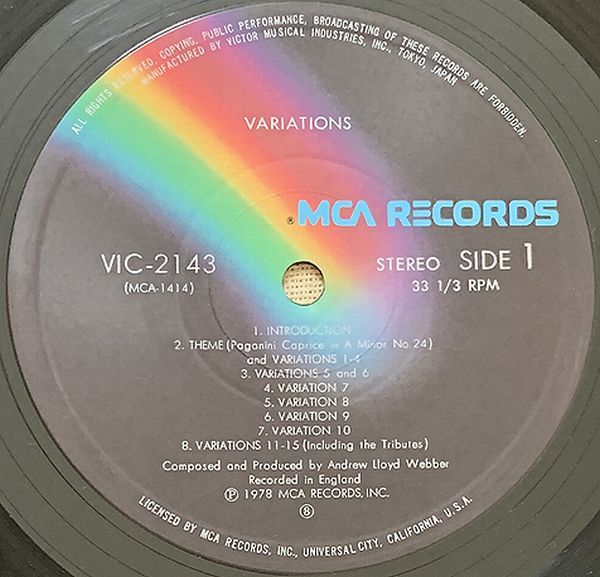 ALL RIGHTS RESERVED, COPYING, PUBLIC PERFORMANCE, BROADCASTING OF THESE RECORDS ARE FORBIDDEN.
MANUFACTURED BY VICTOR MUSICAL INDUSTRIES, INC., TOKYO, JAPAN
VARIATIONS
® MCA RECORDS
VIC-2143
(MCA-1414)
STEREO SIDE 1
33 1/3 RPM
1. INTRODUCTION
2. THEME (Paganini Caprice in A Minor No. 24)
and VARIATIONS 1-4
3. VARIATIONS 5 and 6
4. VARIATION 7
5. VARIATION 8
6. VARIATION 9
7. VARIATION 10
8. VARIATIONS 11-15 (Including the Tributes)
Composed and Produced by Andrew Lloyd Webber
Recorded in England
Ⓟ 1978 MCA RECORDS, INC.
⑧
LICENSED BY MCA RECORDS, INC., UNIVERSAL CITY, CALIFORNIA, U.S.A.